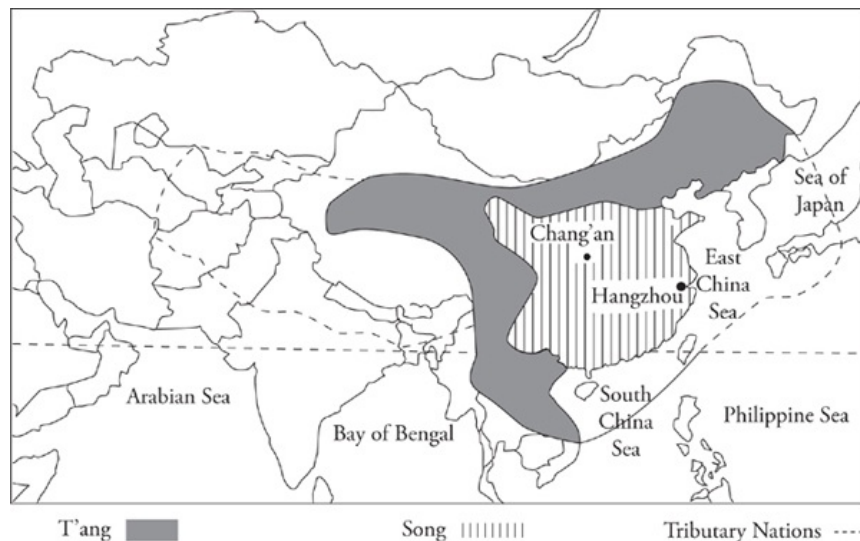 Sea of
Japan
Chang'an
East
China
Sea
Hangzhou
Arabian Sea
South
China
Sea
Philippine Sea
Bay of Bengal
T'ang
Song
Tributary Nations